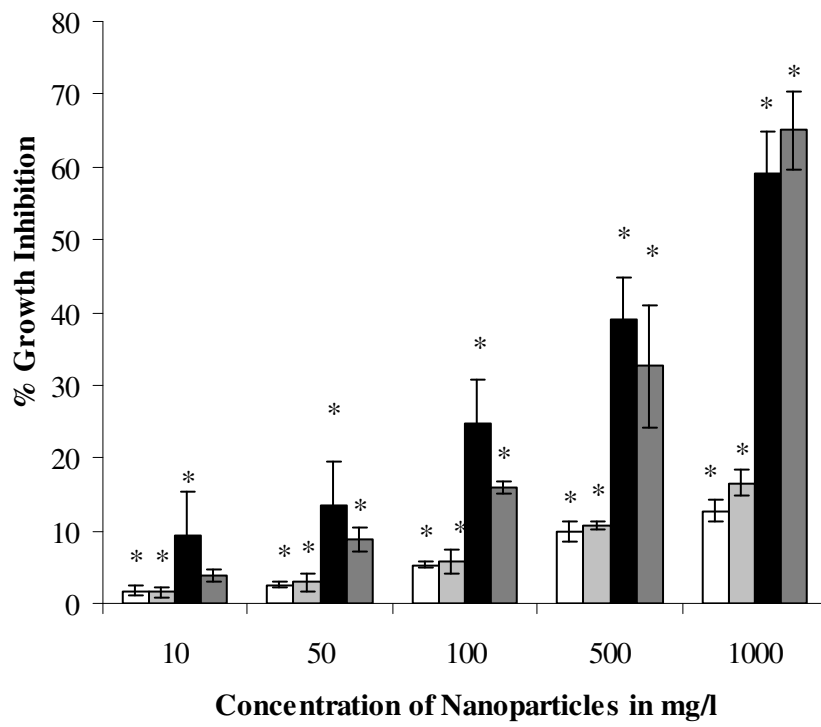 80
70
60
50
40
30
20
10
0
% Growth Inhibition
* * *
* * * *
* * * *
* * * *
* * * *
10 50 100 500 1000
Concentration of Nanoparticles in mg/l